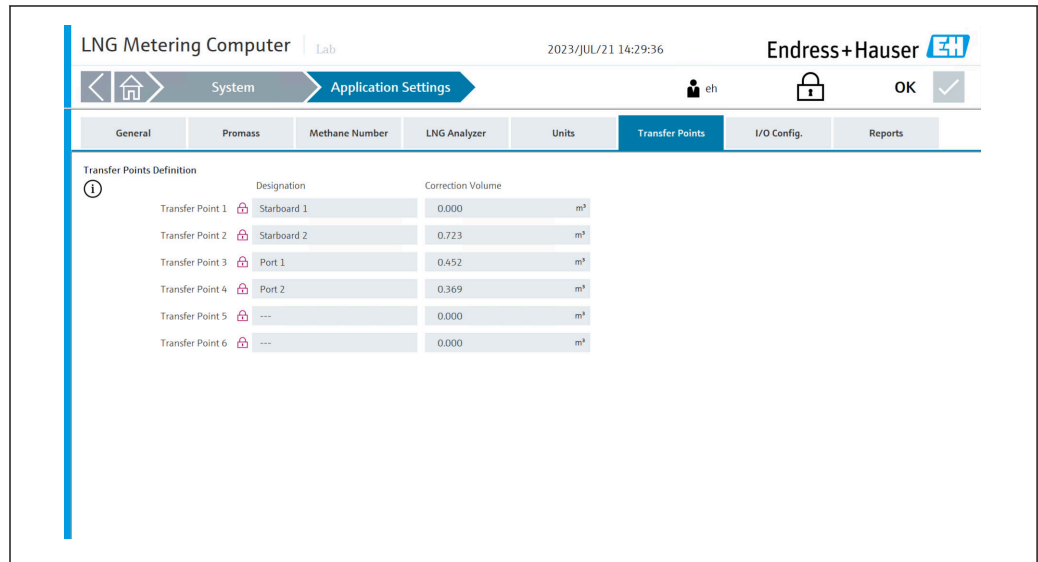 LNG Metering Computer Lab 2023/JUL/21 14:29:36 Endress+Hauser EH
System Application Settings eh OK
General Promass Methane Number LNG Analyzer Units Transfer Points I/O Config. Reports
Transfer Points Definition
Designation Correction Volume
Transfer Point 1 Starboard 1 0.000 m³
Transfer Point 2 Starboard 2 0.723 m³
Transfer Point 3 Port 1 0.452 m³
Transfer Point 4 Port 2 0.369 m³
Transfer Point 5 --- 0.000 m³
Transfer Point 6 --- 0.000 m³